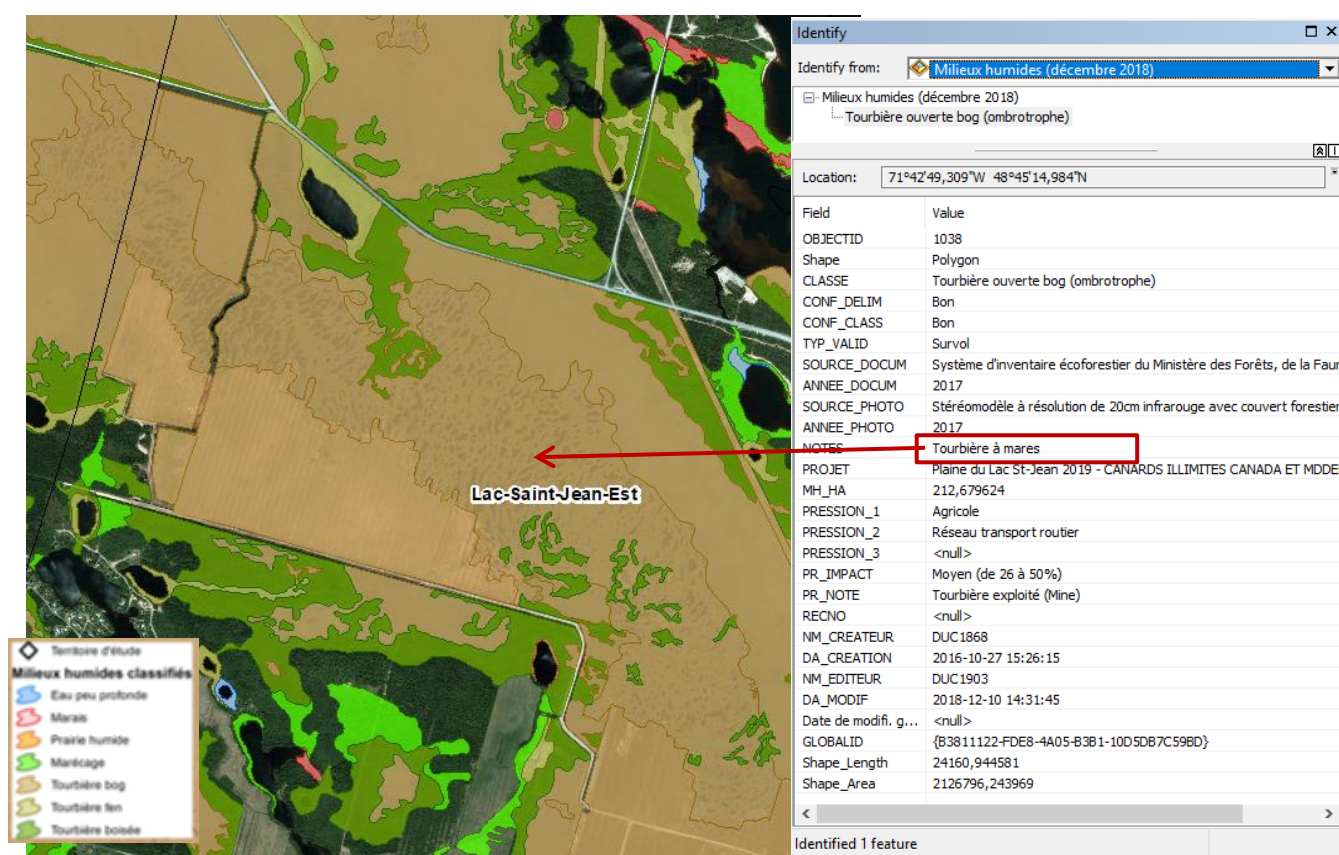 Lac-Saint-Jean-Est
Territoire d'étude
Milieux humides classifiés
Eau peu profonde
Marais
Prairie humide
Marécage
Tourbière bog
Tourbière fen
Tourbière boisée
Identify
Identify from: Milieux humides (décembre 2018)
Milieux humides (décembre 2018)
Tourbière ouverte bog (ombrotrophe)
Location: 71°42'49,309"W 48°45'14,984"N
Field Value
OBJECTID 1038
Shape Polygon
CLASSE Tourbière ouverte bog (ombrotrophe)
CONF_DELIM Bon
CONF_CLASS Bon
TYP_VALID Survol
SOURCE_DOCUM Système d'inventaire écoforestier du Ministère des Forêts, de la Faur
ANNEE_DOCUM 2017
SOURCE_PHOTO Stéréomodèle à résolution de 20cm infrarouge avec couvert forestier
ANNEE_PHOTO 2017
NOTES Tourbière à mares
PROJET Plaine du Lac St-Jean 2019 - CANARDS ILLIMITES CANADA ET MDDE
MH_HA 212,679624
PRESSION_1 Agricole
PRESSION_2 Réseau transport routier
PRESSION_3 <null>
PR_IMPACT Moyen (de 26 à 50%)
PR_NOTE Tourbière exploité (Mine)
RECNO <null>
NM_CREATEUR DUC1868
DA_CREATION 2016-10-27 15:26:15
NM_EDITEUR DUC1903
DA_MODIF 2018-12-10 14:31:45
Date de modifi. g... <null>
GLOBALID {B3811122-FDE8-4A05-B3B1-10D5DB7C59BD}
Shape_Length 24160,944581
Shape_Area 2126796,243969
Identified 1 feature